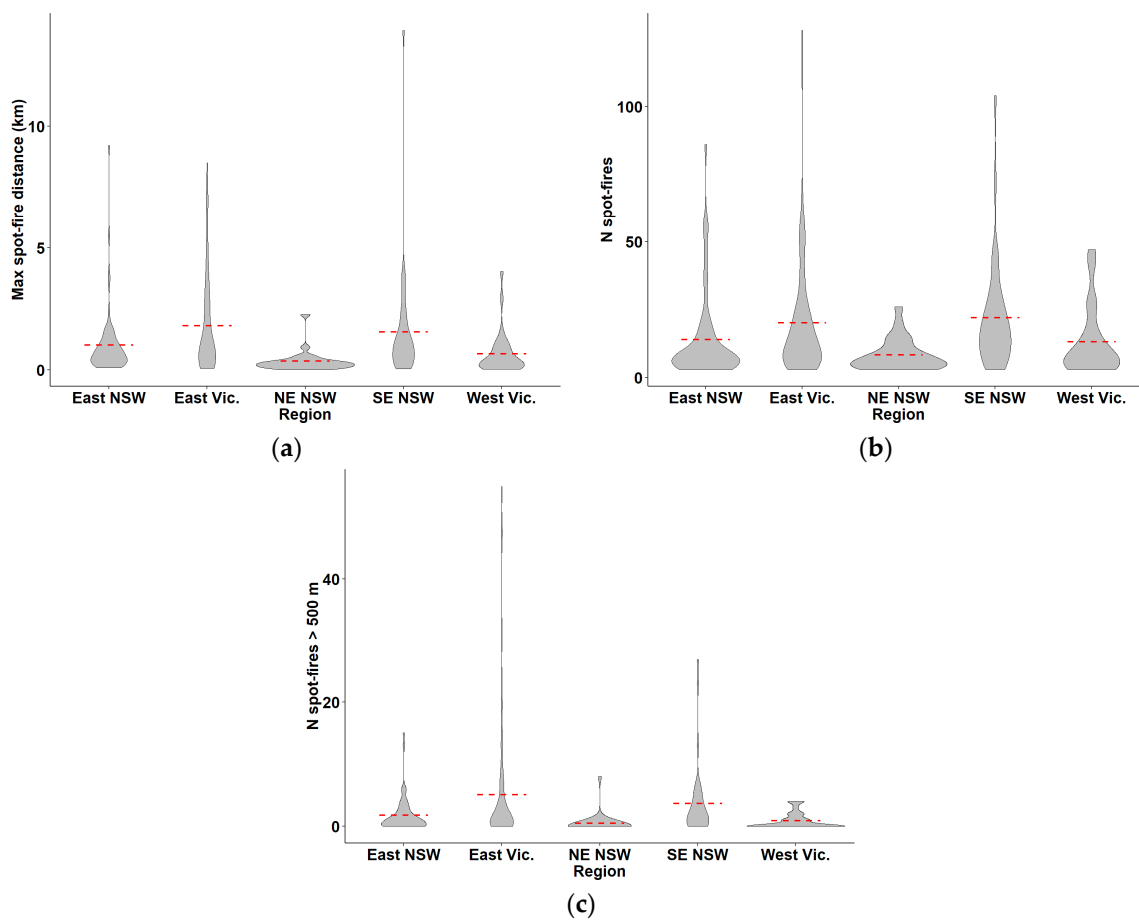 Max spot-fire distance (km)
10
5
0
East NSW East Vic. NE NSW SE NSW West Vic.
Region
(a)
N spot-fires
100
50
0
East NSW East Vic. NE NSW SE NSW West Vic.
Region
(b)
N spot-fires > 500 m
40
20
0
East NSW East Vic. NE NSW SE NSW West Vic.
Region
(c)